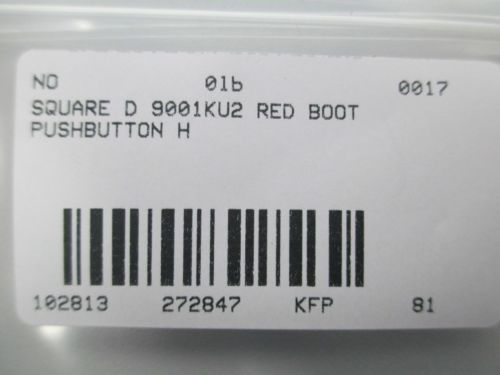 NO 01b 0017
SQUARE D 9001KU2 RED BOOT
PUSHBUTTON H
102813 272847 KFP 81